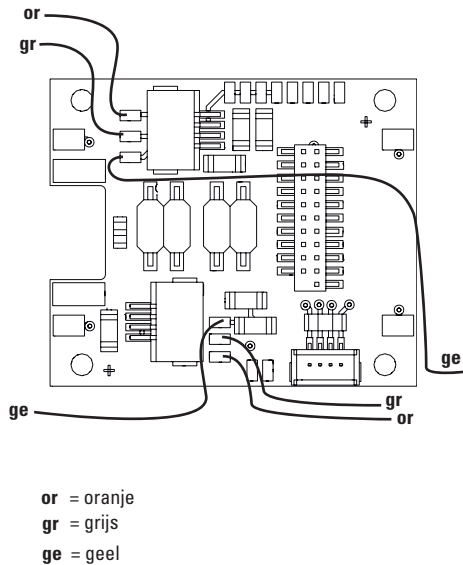 or
gr
ge
ge
gr
or
or = oranje
gr = grijs
ge = geel